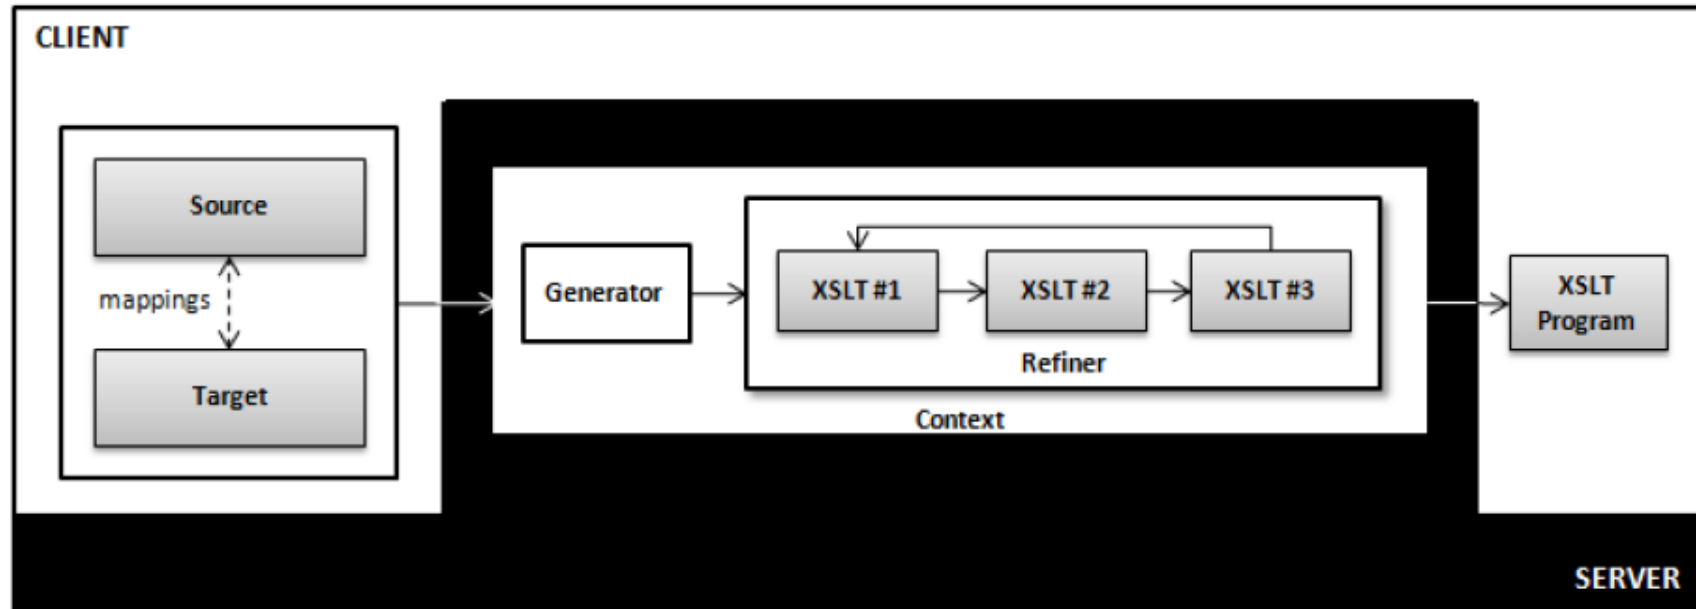 CLIENT
Source
mappings
Target
Generator
XSLT #1
XSLT #2
XSLT #3
Refiner
Context
XSLT
Program
SERVER